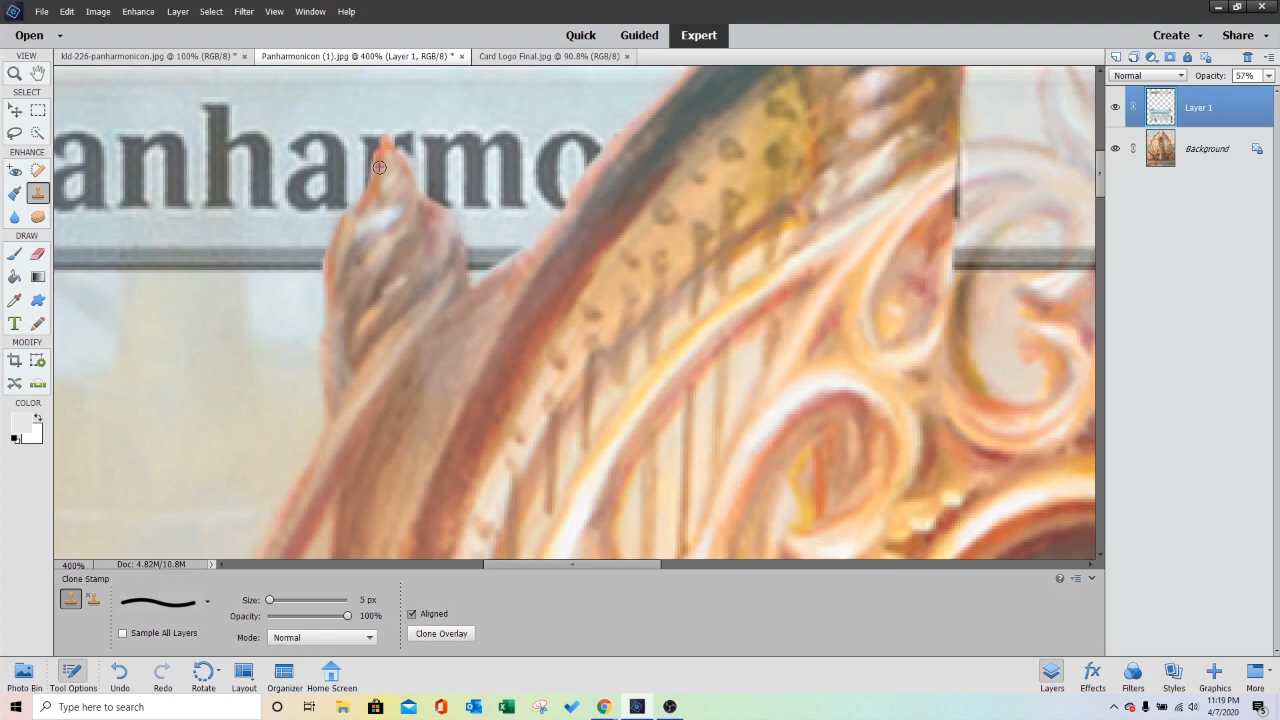 File Edit Image Enhance Layer Select Filter View Window Help
Open Quick Guided Expert Create Share
VIEW kld-226-panharmonicon.jpg @ 100% (RGB/8) * × Panharmonicon (1).jpg @ 400% (Layer 1, RGB/8) * × Card Logo Final.jpg @ 90.8% (RGB/8) ×
Normal Opacity: 57%
SELECT
Layer 1
anharmo
Background
ENHANCE
DRAW
MODIFY
COLOR
400% Doc: 4.82M/10.8M
Clone Stamp
Size: 5 px
Opacity: 100%
Aligned
Sample All Layers
Mode: Normal
Clone Overlay
Photo Bin Tool Options Undo Redo Rotate Layout Organizer Home Screen Layers Effects Filters Styles Graphics More
Type here to search
11:19 PM
4/7/2020
5